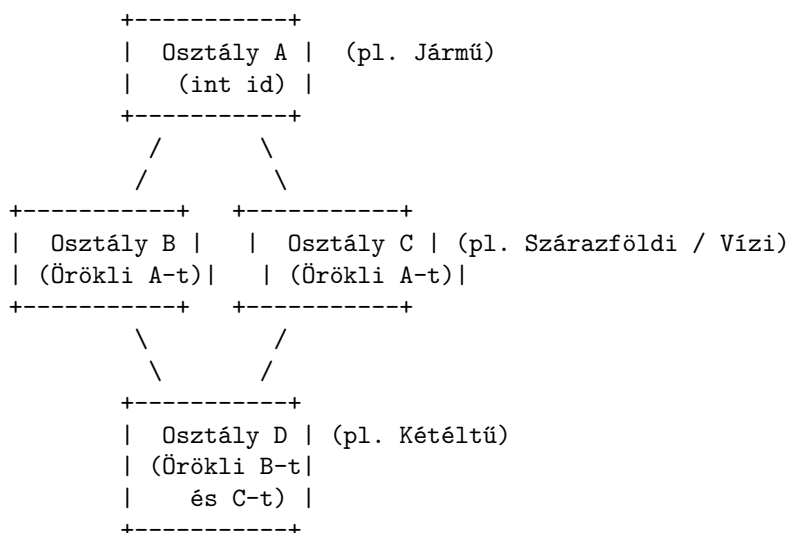 +-----------+
| Osztály A | (pl. Jármű)
| (int id) |
+-----------+
/ \
/ \
+-----------+ +-----------+
| Osztály B | | Osztály C | (pl. Szárazföldi / Vízi)
| (Örökli A-t)| | (Örökli A-t)|
+-----------+ +-----------+
\ /
\ /
+-----------+
| Osztály D | (pl. Kétéltű)
| (Örökli B-t|
| és C-t) |
+-----------+